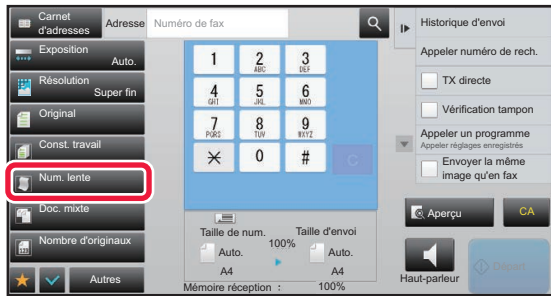 Carnet
d'adresses
Adresse
Numéro de fax
Exposition
Auto.
Résolution
Super fin
Original
Const. travail
Num. lente
Doc. mixte
Nombre d'originaux
Autres
1
2
ABC
3
DEF
4
GHI
5
JKL
6
MNO
7
PQRS
8
TUV
9
WXYZ
0
#
C
Taille de num.
100%
Taille d'envoi
Auto.
A4
Auto.
A4
Mémoire réception : 100%
Historique d'envoi
Appeler numéro de rech.
TX directe
Vérification tampon
Appeler un programme
Appeler réglages enregistrés
Envoyer la même
image qu'en fax
Aperçu
CA
Haut-parleur
Départ